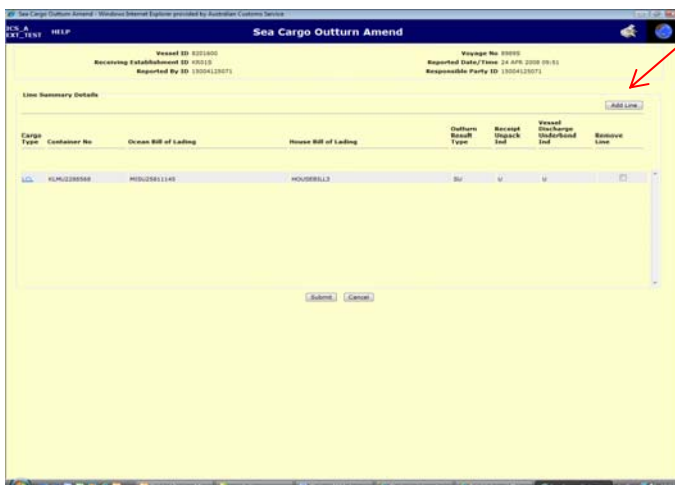 Sea Cargo Outturn Amend - Windows Internet Explorer provided by Australian Customs Service
ICS_A
EXT_TEST HELP Sea Cargo Outturn Amend
Vessel ID 8201600 Voyage No
Receiving Establishment ID KR01S Reported Date/Time 24 APR 2008 09:51
Reported By ID 15004125071 Responsible Party ID 15004125071
Line Summary Details
Add Line
Cargo Type Container No Ocean Bill of Lading House Bill of Lading Outturn Result Type Receipt Unpack Ind Vessel Discharge Underbond Ind Remove Line
LCL HOUSEBILL3 SU U U
Submit Cancel